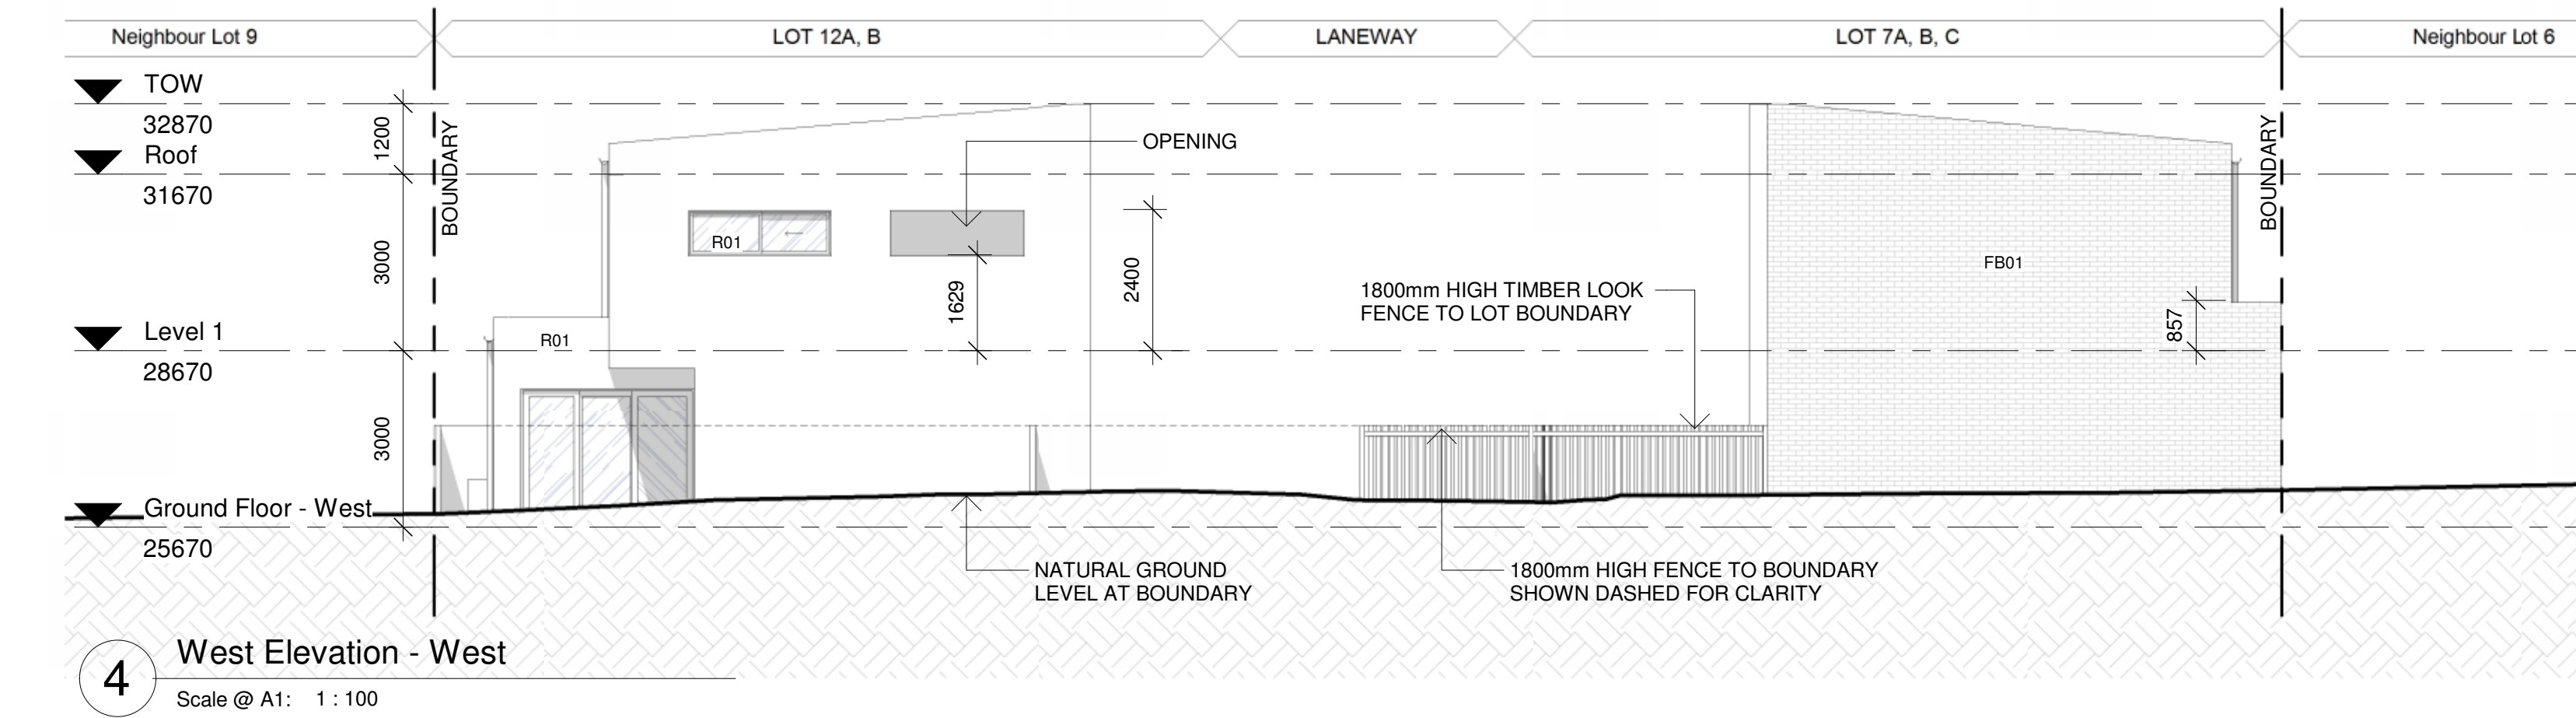 Neighbour Lot 9
LOT 12A, B
LANEWAY
LOT 7A, B, C
Neighbour Lot 6
TOW
32870
Roof
31670
Level 1
28670
Ground Floor - West
25670
1200
3000
3000
BOUNDARY
OPENING
R01
R01
1629
2400
1800mm HIGH TIMBER LOOK
FENCE TO LOT BOUNDARY
FB01
857
BOUNDARY
NATURAL GROUND
LEVEL AT BOUNDARY
1800mm HIGH FENCE TO BOUNDARY
SHOWN DASHED FOR CLARITY
4
West Elevation - West
Scale @ A1: 1 : 100